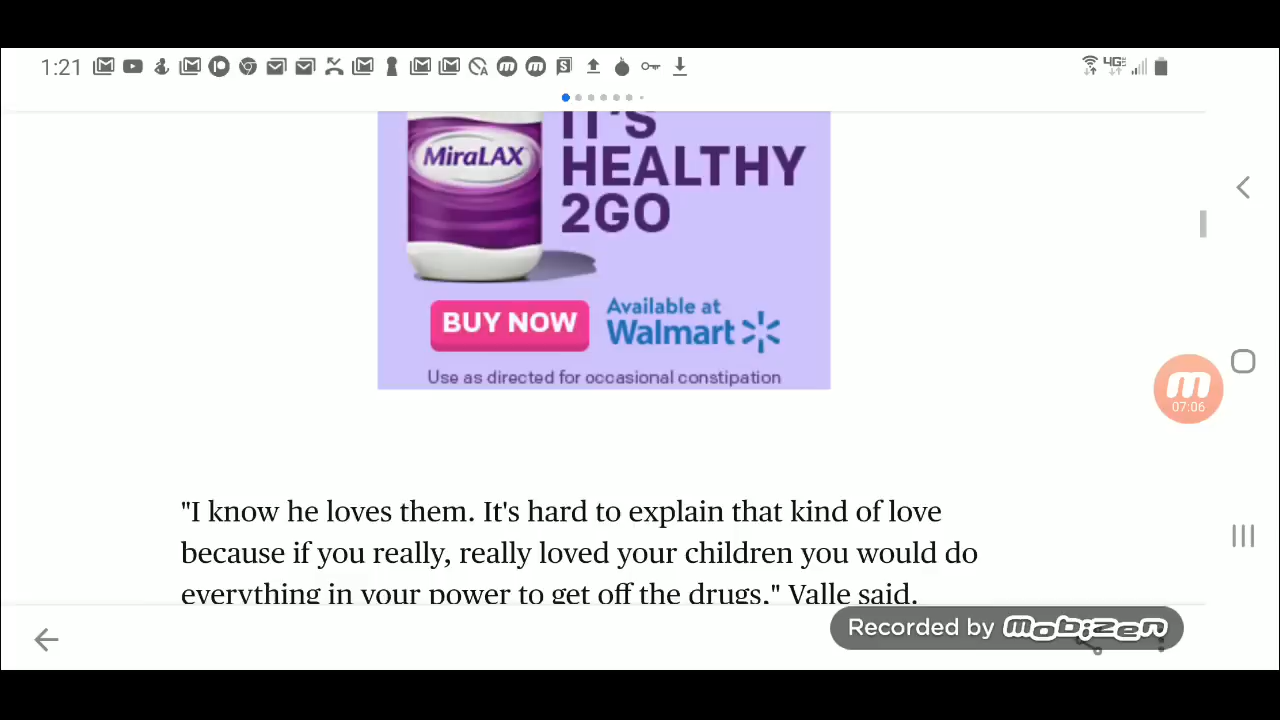 1:21
4G
MiraLAX
IT'S
HEALTHY
2GO
BUY NOW
Available at
Walmart
Use as directed for occasional constipation
07:06
"I know he loves them. It's hard to explain that kind of love
because if you really, really loved your children you would do
everything in your power to get off the drugs," Valle said.
Recorded by mobizen